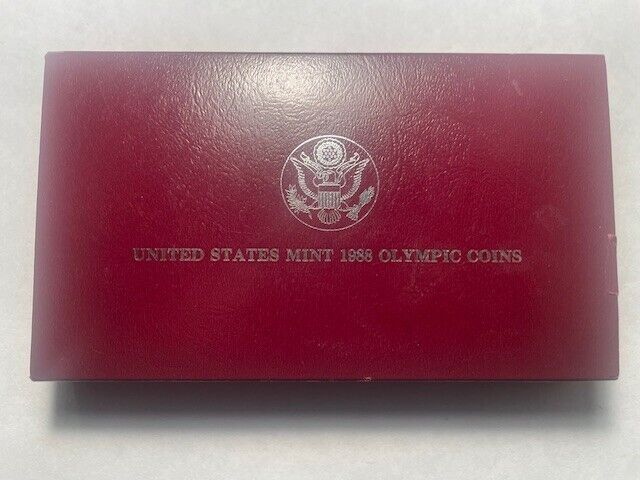 UNITED STATES MINT 1988 OLYMPIC COINS